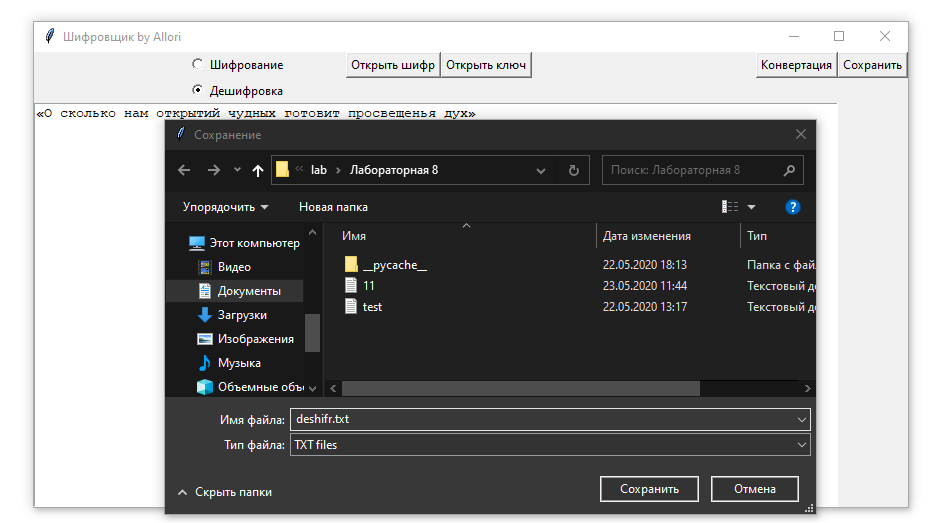 Шифровщик by Allori
Шифрование Открыть шифр Открыть ключ Конвертация Сохранить
Дешифровка
«О сколько нам открытий чудных готовит просвещенья дух»
Сохранение
« lab › Лабораторная 8 Поиск: Лабораторная 8
Упорядочить Новая папка ?
Имя Дата изменения Тип
Этот компьютер
Видео
Документы
Загрузки
Изображения
Музыка
Объемные объ
__pycache__ 22.05.2020 18:13 Папка с фай
11 23.05.2020 11:44 Текстовый до
test 22.05.2020 13:17 Текстовый до
Имя файла: deshifr.txt
Тип файла: TXT files
Скрыть папки Сохранить Отмена